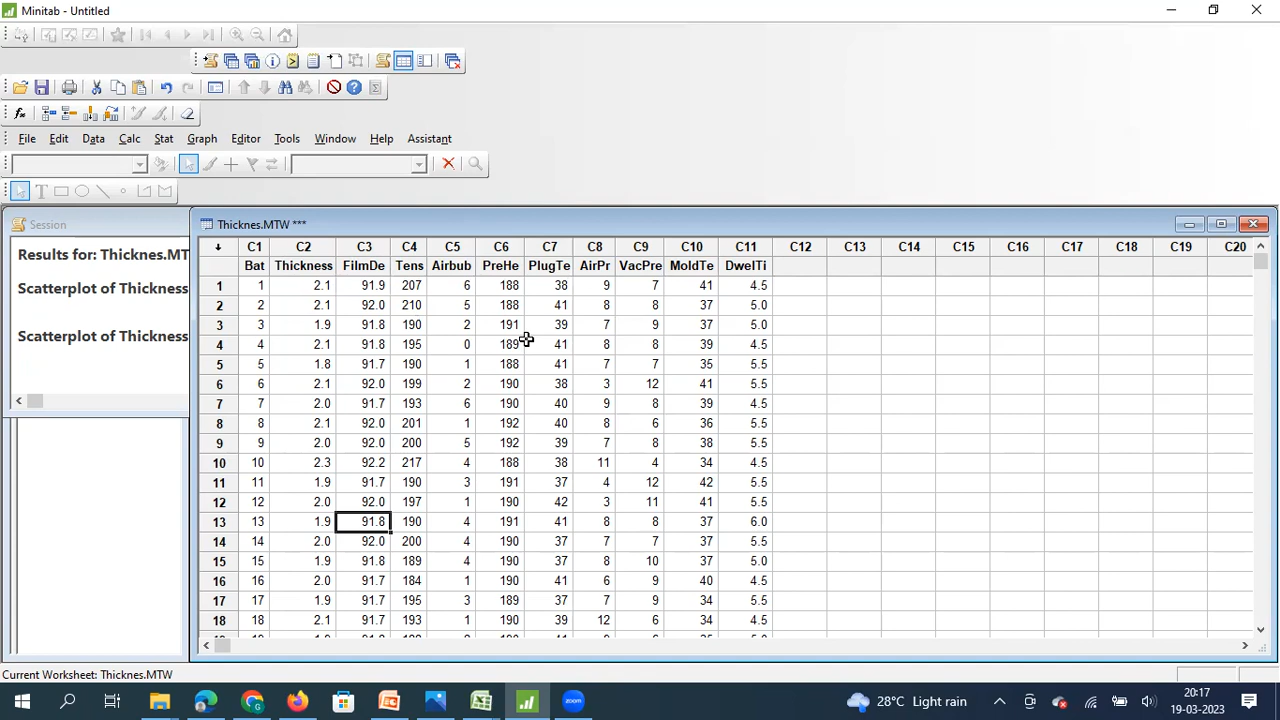 Minitab - Untitled
File Edit Data Calc Stat Graph Editor Tools Window Help Assistant
Session
Results for: Thicknes.MT
Scatterplot of Thickness
Scatterplot of Thickness
Thicknes.MTW ***
C1 C2 C3 C4 C5 C6 C7 C8 C9 C10 C11 C12 C13 C14 C15 C16 C17 C18 C19 C20
Bat Thickness FilmDe Tens Airbub PreHe PlugTe AirPr VacPre MoldTe DwelTi
1 1 2.1 91.9 207 6 188 38 9 7 41 4.5
2 2 2.1 92.0 210 5 188 41 8 8 37 5.0
3 3 1.9 91.8 190 2 191 39 7 9 37 5.0
4 4 2.1 91.8 195 0 189 41 8 8 39 4.5
5 5 1.8 91.7 190 1 188 41 7 7 35 5.5
6 6 2.1 92.0 199 2 190 38 3 12 41 5.5
7 7 2.0 91.7 193 6 190 40 9 8 39 4.5
8 8 2.1 92.0 201 1 192 40 8 6 36 5.5
9 9 2.0 92.0 200 5 192 39 7 8 38 5.5
10 10 2.3 92.2 217 4 188 38 11 4 34 4.5
11 11 1.9 91.7 190 3 191 37 4 12 42 5.5
12 12 2.0 92.0 197 1 190 42 3 11 41 5.5
13 13 1.9 91.8 190 4 191 41 8 8 37 6.0
14 14 2.0 92.0 200 4 190 37 7 7 37 5.5
15 15 1.9 91.8 189 4 190 37 8 10 37 5.0
16 16 2.0 91.7 184 1 190 41 6 9 40 4.5
17 17 1.9 91.7 195 3 189 37 7 9 34 5.5
18 18 2.1 91.7 193 1 190 39 12 6 34 4.5
Current Worksheet: Thicknes.MTW
zoom
28°C Light rain
20:17
19-03-2023